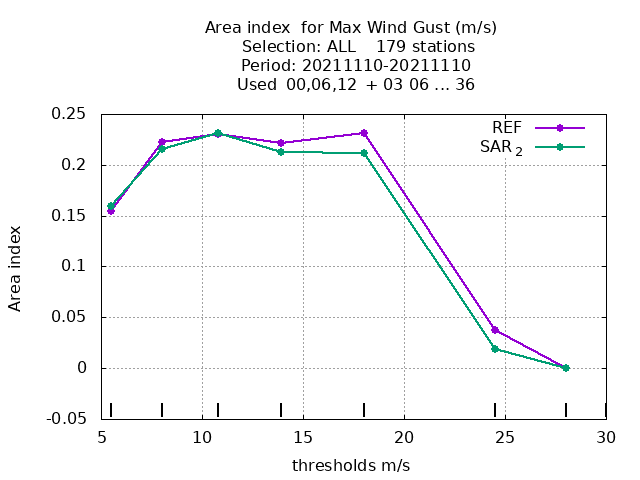 Area index  for Max Wind Gust (m/s)
Selection: ALL    179 stations
Period: 20211110-20211110
Used  00,06,12  + 03 06 ... 36
REF
SAR 2
0.25
0.2
0.15
0.1
0.05
0
-0.05
Area index
5 10 15 20 25 30
thresholds m/s